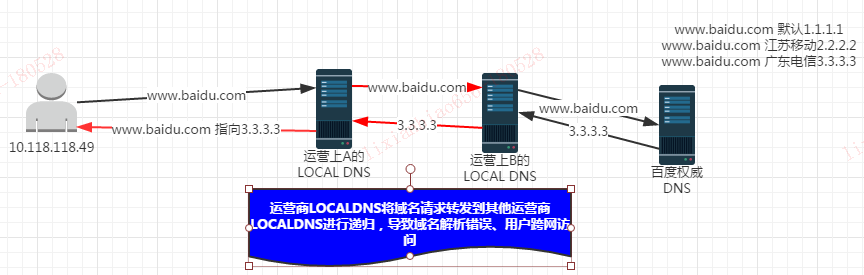 www.baidu.com 默认1.1.1.1
www.baidu.com 江苏移动2.2.2.2
www.baidu.com 广东电信3.3.3.3
www.baidu.com
www.baidu.com
www.baidu.com
www.baidu.com 指向3.3.3.3
3.3.3.3
3.3.3.3
10.118.118.49
运营上A的
LOCAL DNS
运营上B的
LOCAL DNS
百度权威
DNS
运营商LOCALDNS将域名请求转发到其他运营商
LOCALDNS进行递归，导致域名解析错误、用户跨网访
问